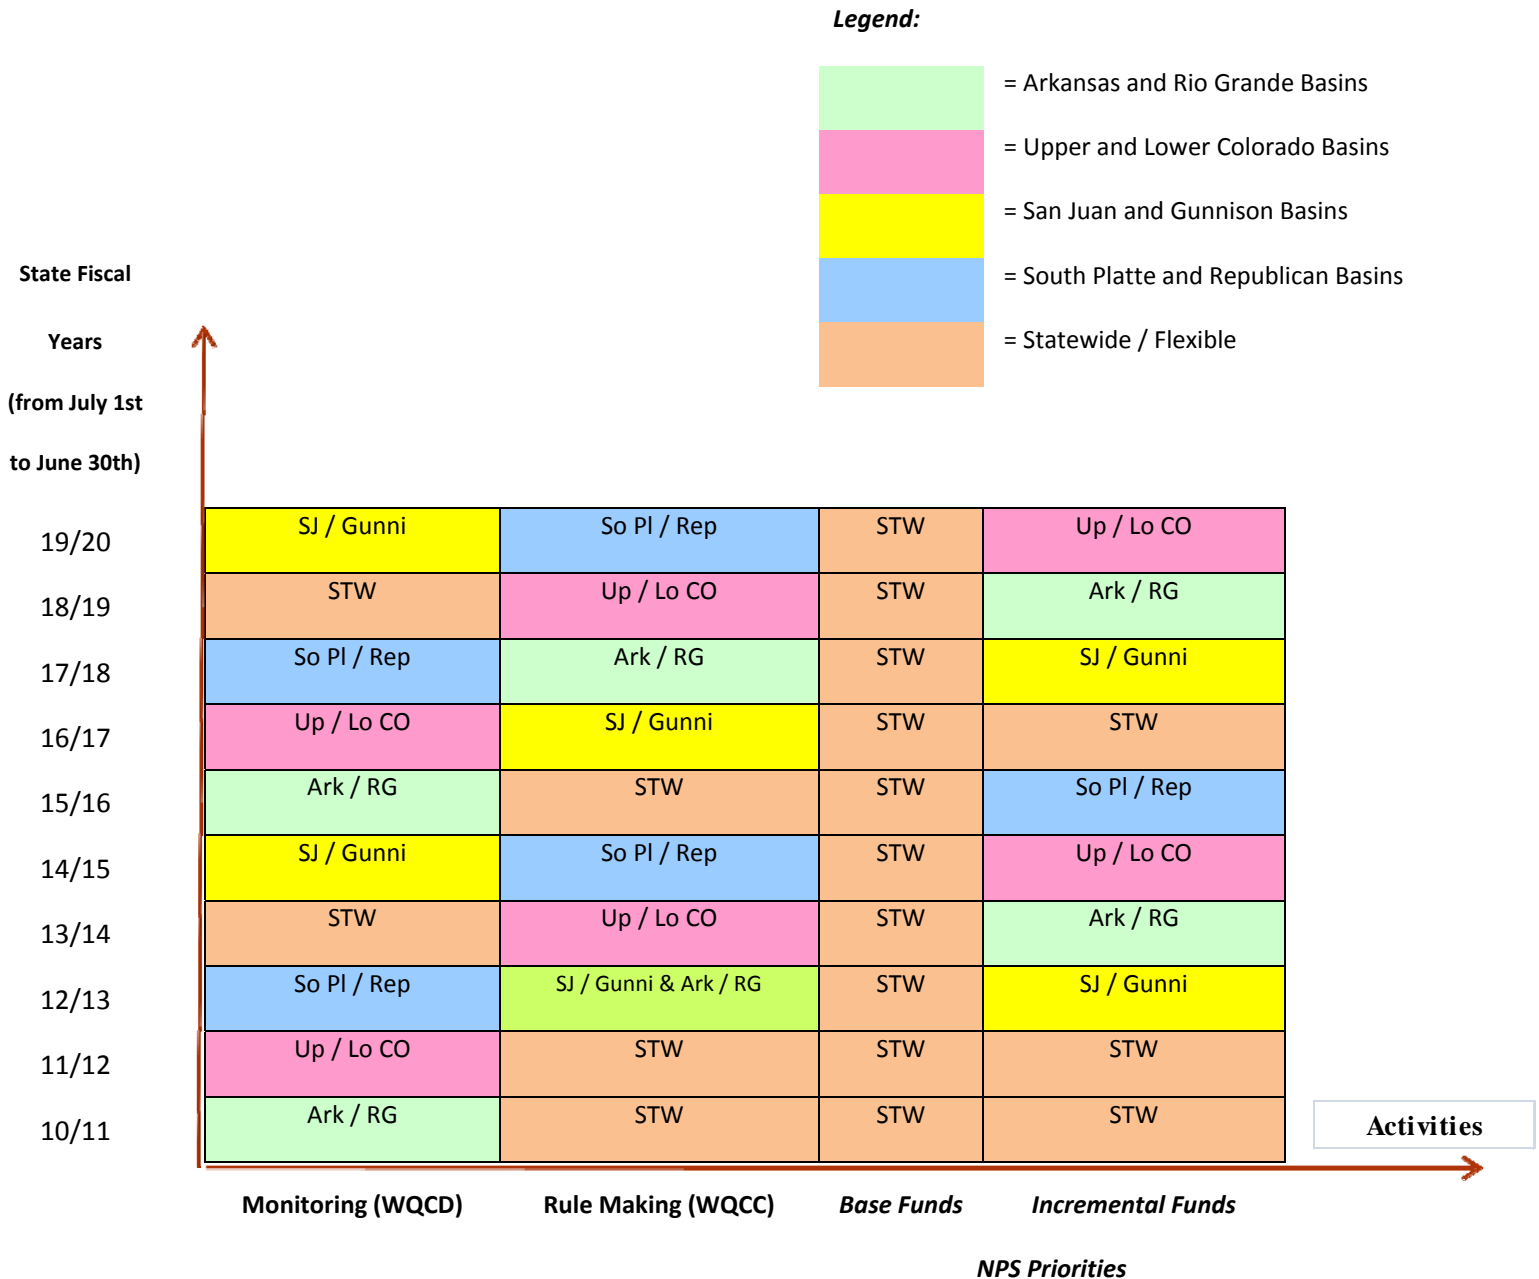 Legend:
= Arkansas and Rio Grande Basins
= Upper and Lower Colorado Basins
= San Juan and Gunnison Basins
= South Platte and Republican Basins
= Statewide / Flexible
State Fiscal
Years
(from July 1st
to June 30th)
19/20 SJ / Gunni So Pl / Rep STW Up / Lo CO
18/19 STW Up / Lo CO STW Ark / RG
17/18 So Pl / Rep Ark / RG STW SJ / Gunni
16/17 Up / Lo CO SJ / Gunni STW STW
15/16 Ark / RG STW STW So Pl / Rep
14/15 SJ / Gunni So Pl / Rep STW Up / Lo CO
13/14 STW Up / Lo CO STW Ark / RG
12/13 So Pl / Rep SJ / Gunni & Ark / RG STW SJ / Gunni
11/12 Up / Lo CO STW STW STW
10/11 Ark / RG STW STW STW
Activities
Monitoring (WQCD) Rule Making (WQCC) Base Funds Incremental Funds
NPS Priorities